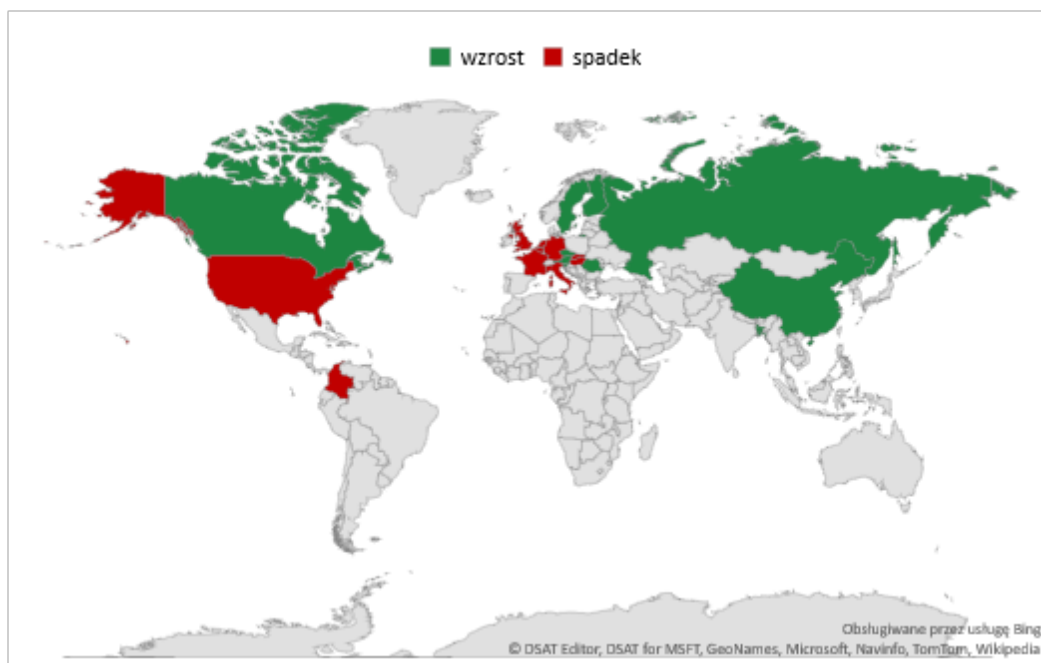 wzrost spadek
Obsługiwane przez usługę Bing
© DSAT Editor, DSAT for MSFT, GeoNames, Microsoft, Navinfo, TomTom, Wikipedia